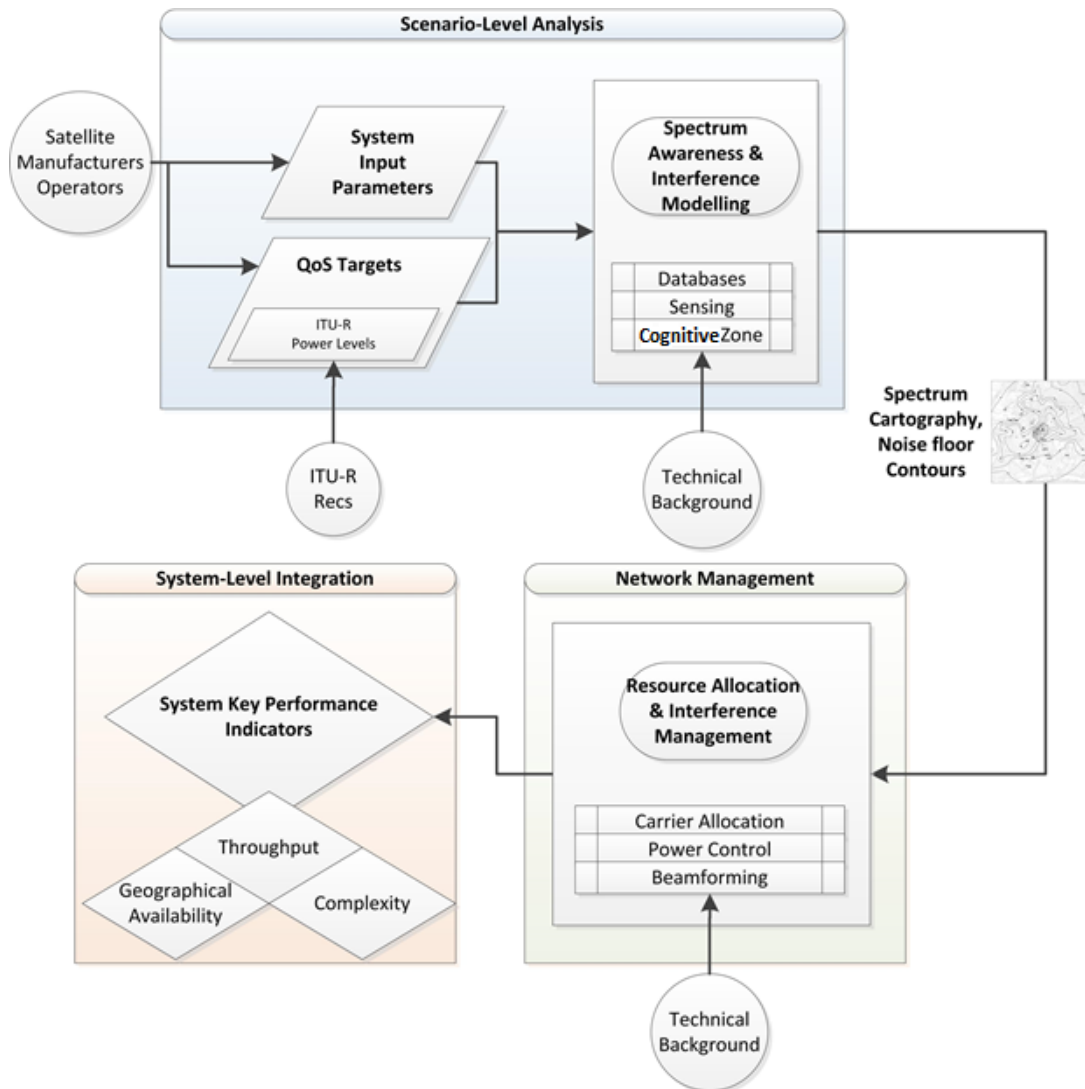 Scenario-Level Analysis
Satellite
Manufacturers
Operators
System
Input
Parameters
QoS Targets
ITU-R
Power Levels
Spectrum
Awareness &
Interference
Modelling
Databases
Sensing
CognitiveZone
ITU-R
Recs
Technical
Background
Spectrum
Cartography,
Noise floor
Contours
System-Level Integration
System Key Performance
Indicators
Throughput
Geographical
Availability
Complexity
Network Management
Resource Allocation
& Interference
Management
Carrier Allocation
Power Control
Beamforming
Technical
Background